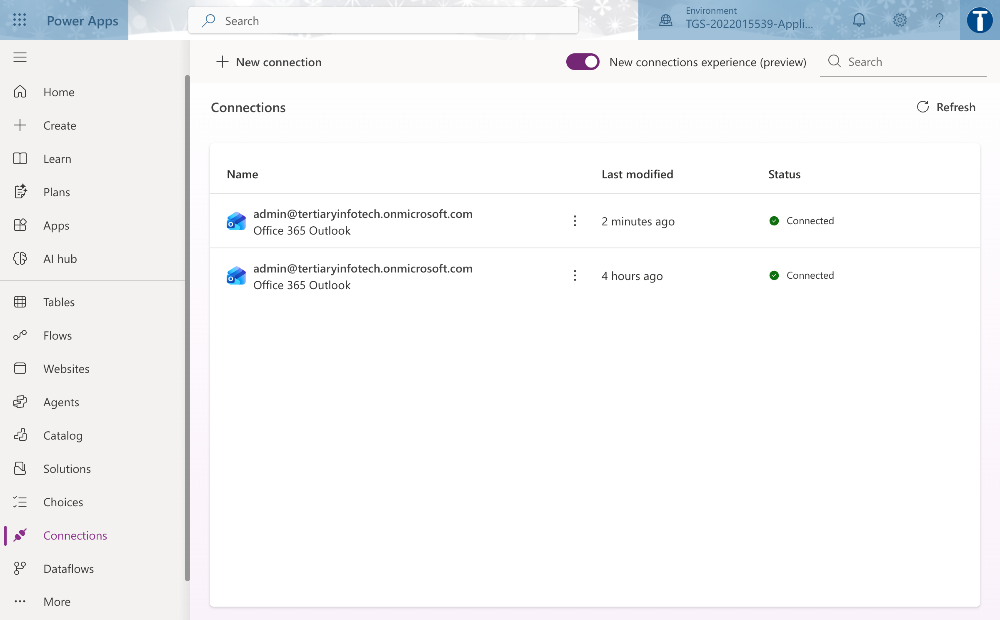 Power Apps
Search
Environment
TGS-2022015539-Appli...
New connection
New connections experience (preview)
Search
Home
Create
Learn
Plans
Apps
AI hub
Tables
Flows
Websites
Agents
Catalog
Solutions
Choices
Connections
Dataflows
More
Connections
Refresh
Name
Last modified
Status
admin@tertiaryinfotech.onmicrosoft.com
Office 365 Outlook
2 minutes ago
Connected
admin@tertiaryinfotech.onmicrosoft.com
Office 365 Outlook
4 hours ago
Connected